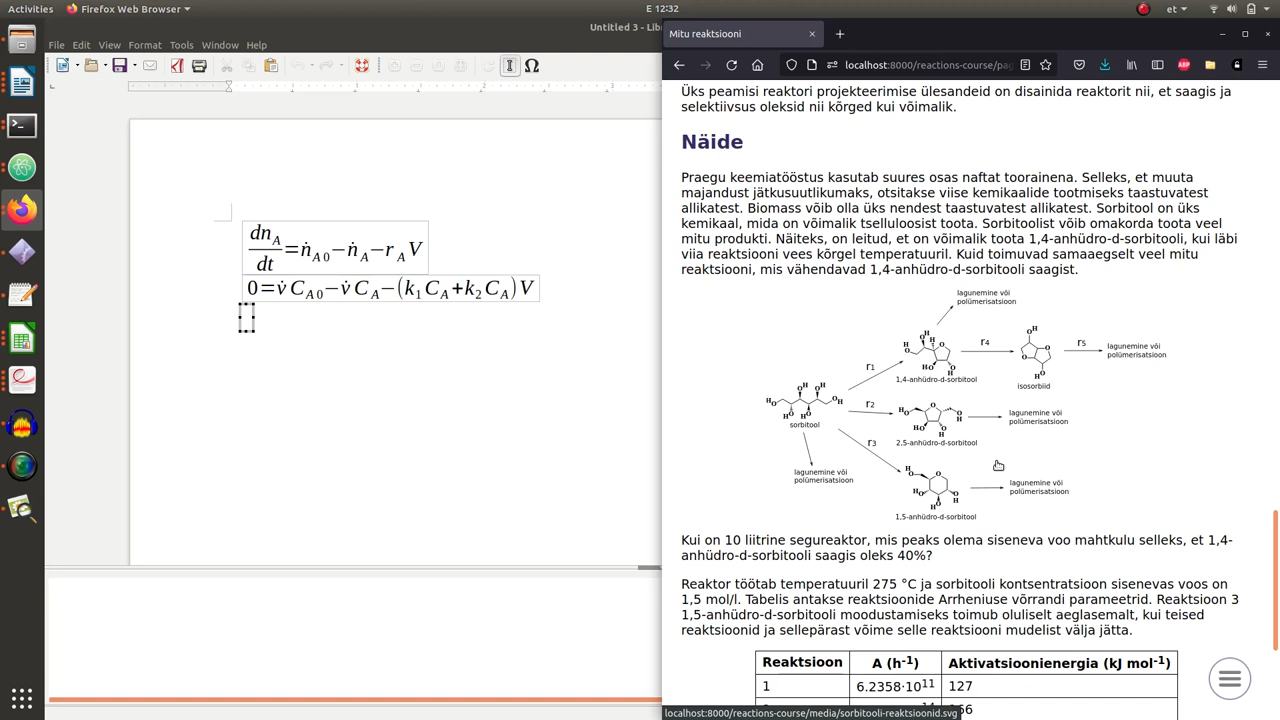 Activities
Firefox Web Browser
E 12:32
et
Untitled 3 - Lib
File Edit View Format Tools Window Help
dn_A/dt = ṅ_A0 − ṅ_A − r_A V
0 = v̇ C_A0 − v̇ C_A − (k₁ C_A + k₂ C_A) V
Mitu reaktsiooni
localhost:8000/reactions-course/pag
Üks peamisi reaktori projekteerimise ülesandeid on disainida reaktorit nii, et saagis ja
selektiivsus oleksid nii kõrged kui võimalik.
Näide
Praegu keemiatööstus kasutab suures osas naftat toorainena. Selleks, et muuta
majandust jätkusuutlikumaks, otsitakse viise kemikaalide tootmiseks taastuvatest
allikatest. Biomass võib olla üks nendest taastuvatest allikatest. Sorbitool on üks
kemikaal, mida on võimalik tselluloosist toota. Sorbitoolist võib omakorda toota veel
mitu produkti. Näiteks, on leitud, et on võimalik toota 1,4-anhüdro-d-sorbitooli, kui läbi
viia reaktsiooni vees kõrgel temperatuuril. Kuid toimuvad samaaegselt veel mitu
reaktsiooni, mis vähendavad 1,4-anhüdro-d-sorbitooli saagist.
lagunemine või
polümerisatsioon
r4
r5
lagunemine või
polümerisatsioon
r1
1,4-anhüdro-d-sorbitool
isosorbiid
r2
lagunemine või
polümerisatsioon
sorbitool
2,5-anhüdro-d-sorbitool
r3
lagunemine või
polümerisatsioon
lagunemine või
polümerisatsioon
1,5-anhüdro-d-sorbitool
Kui on 10 liitrine segureaktor, mis peaks olema siseneva voo mahtkulu selleks, et 1,4-
anhüdro-d-sorbitooli saagis oleks 40%?
Reaktor töötab temperatuuril 275 °C ja sorbitooli kontsentratsioon sisenevas voos on
1,5 mol/l. Tabelis antakse reaktsioonide Arrheniuse võrrandi parameetrid. Reaktsioon 3
1,5-anhüdro-d-sorbitooli moodustamiseks toimub oluliselt aeglasemalt, kui teised
reaktsioonid ja sellepärast võime selle reaktsiooni mudelist välja jätta.
Reaktsioon A (h⁻¹) Aktivatsioonienergia (kJ mol⁻¹)
1 6.2358·10¹¹ 127
localhost:8000/reactions-course/media/sorbitooli-reaktsioonid.svg